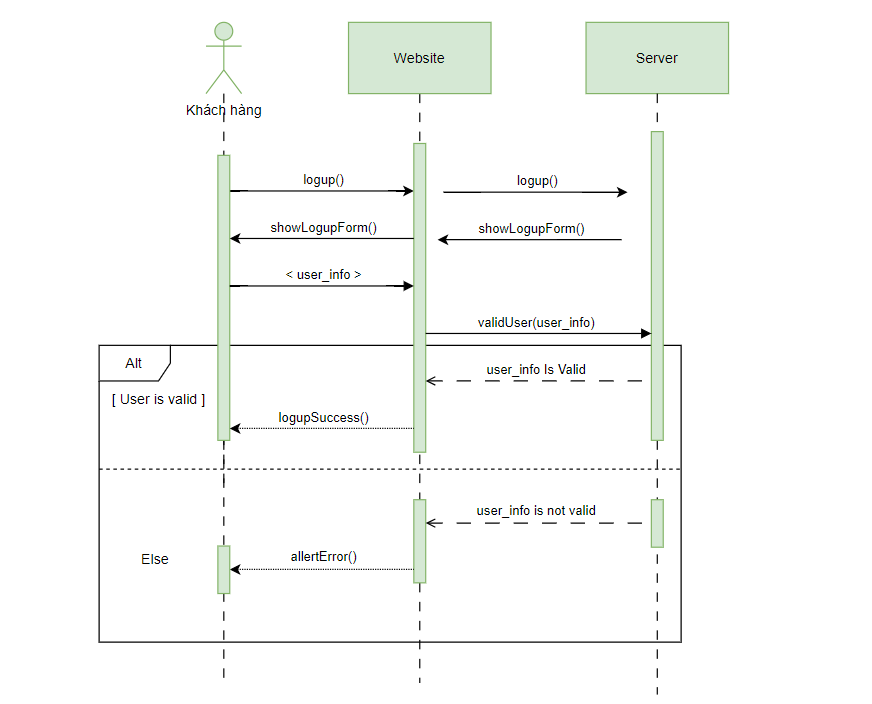 Khách hàng
Website
Server
logup()
logup()
showLogupForm()
showLogupForm()
< user_info >
validUser(user_info)
Alt
user_info Is Valid
[ User is valid ]
logupSuccess()
user_info is not valid
Else
allertError()